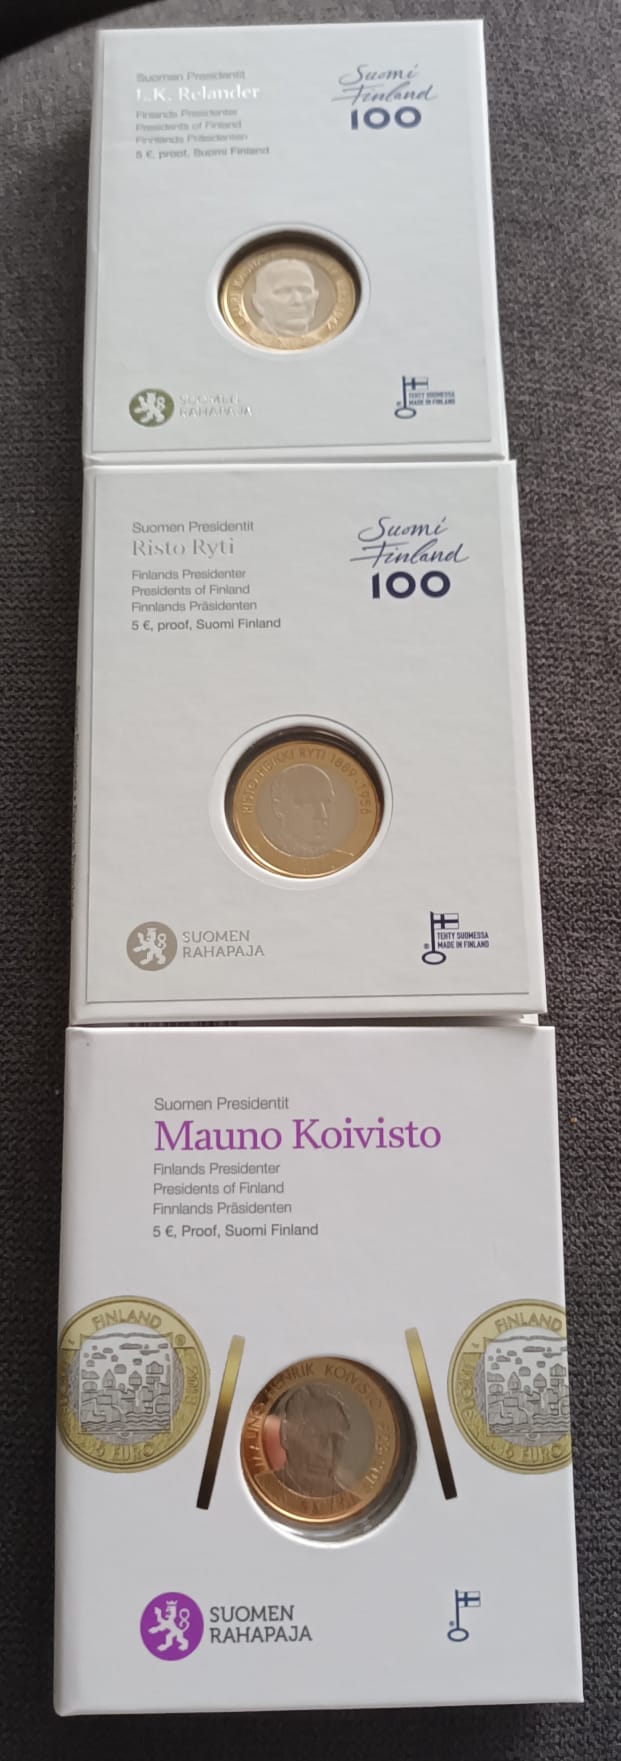 Suomen Presidentit
L.K. Relander
Finlands Presidenter
Presidents of Finland
Finnlands Präsidenten
5 €, proof, Suomi Finland
Suomi
Finland
100
SUOMEN
RAHAPAJA
TEHTY SUOMESSA
MADE IN FINLAND
Suomen Presidentit
Risto Ryti
Finlands Presidenter
Presidents of Finland
Finnlands Präsidenten
5 €, proof, Suomi Finland
Suomi
Finland
100
RISTO HEIKKI RYTI 1889-1956
SUOMEN
RAHAPAJA
TEHTY SUOMESSA
MADE IN FINLAND
Suomen Presidentit
Mauno Koivisto
Finlands Presidenter
Presidents of Finland
Finnlands Präsidenten
5 €, Proof, Suomi Finland
FINLAND
5 EURO
MAUNO HENRIK KOIVISTO
FINLAND
SUOMI
5 EURO
SUOMEN
RAHAPAJA